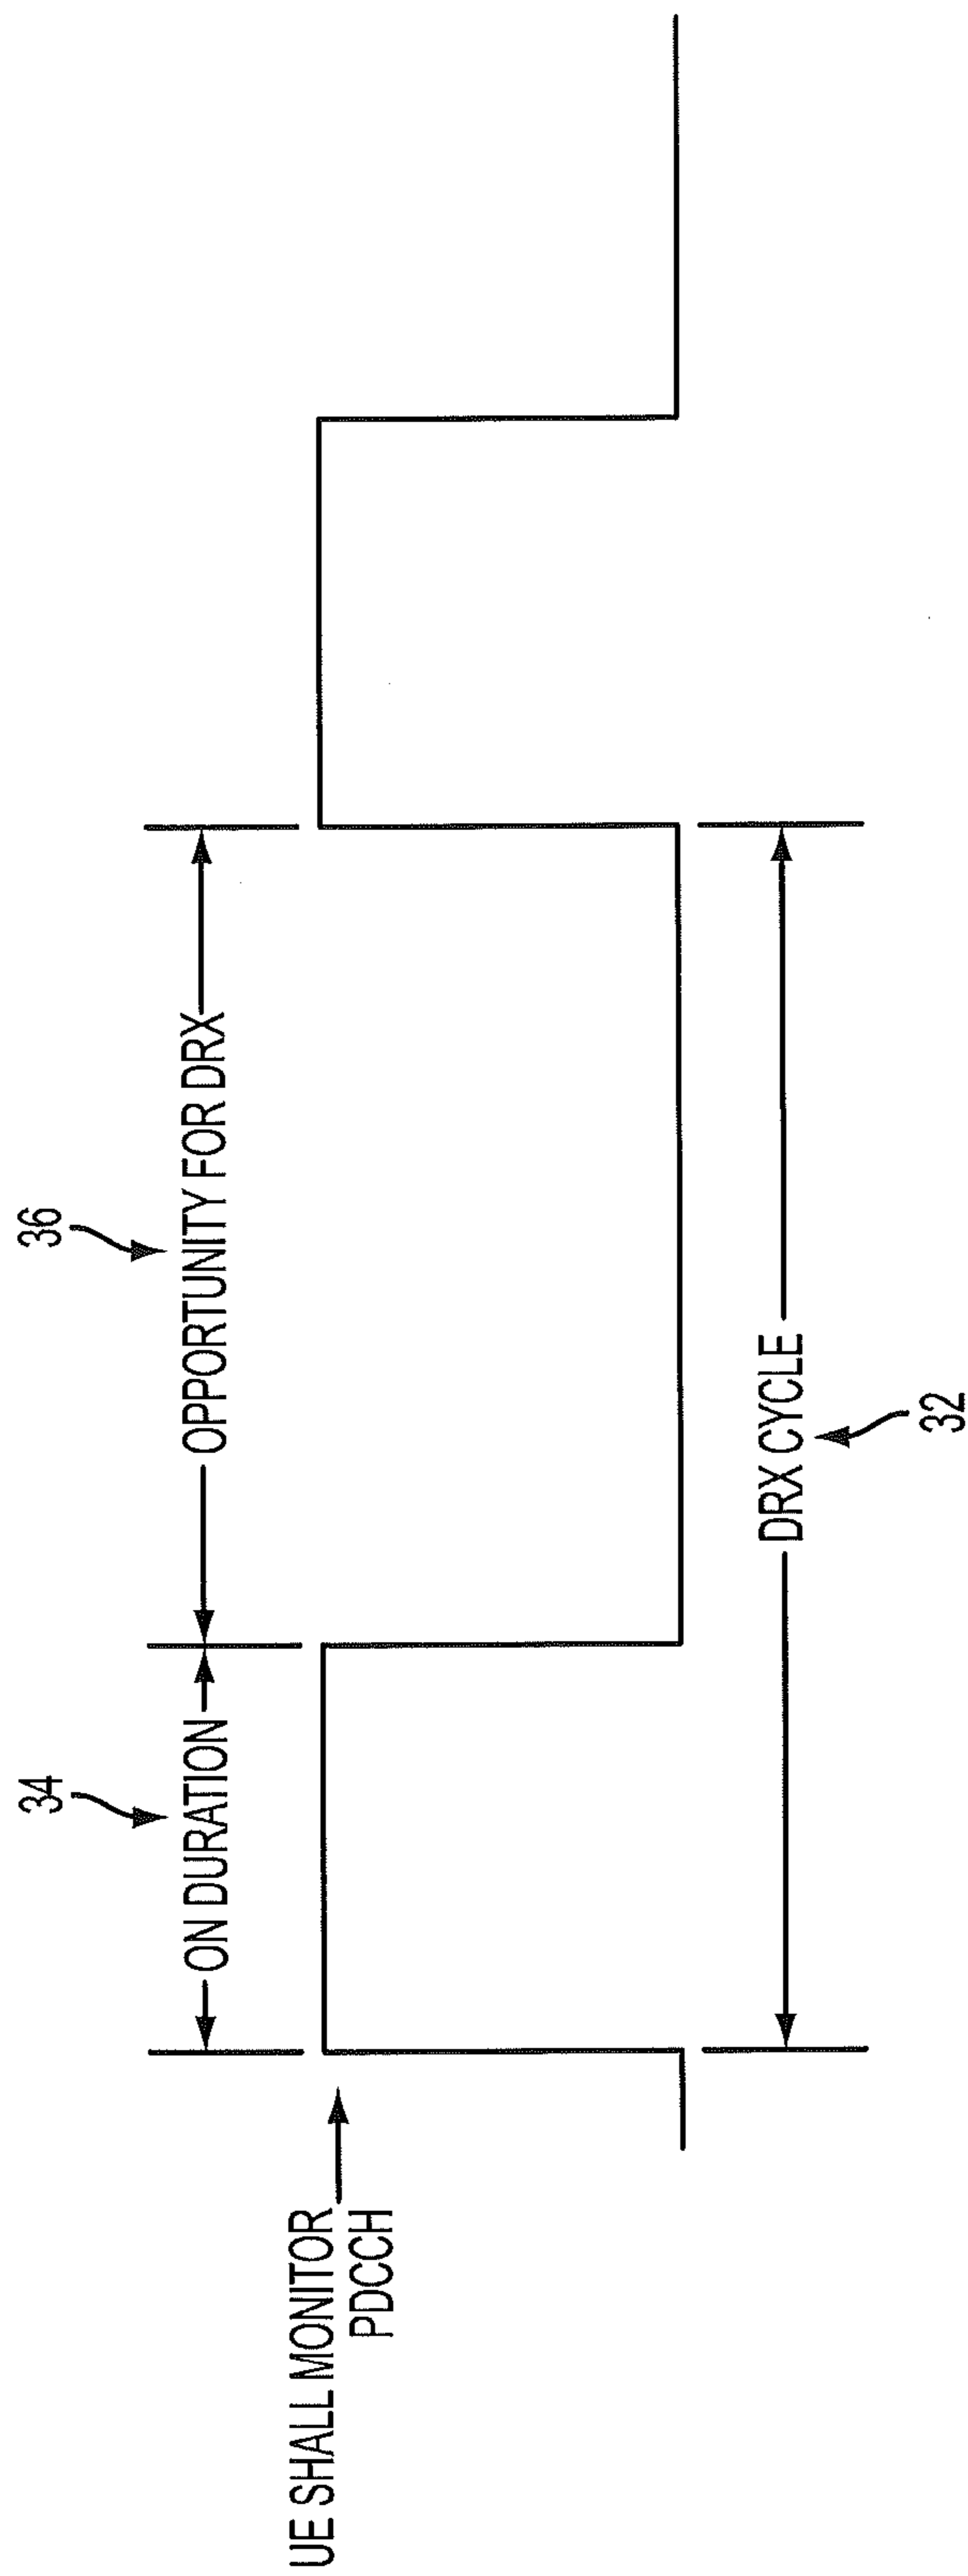 34
36
ON DURATION
OPPORTUNITY FOR DRX
UE SHALL MONITOR
PDCCH
DRX CYCLE
32